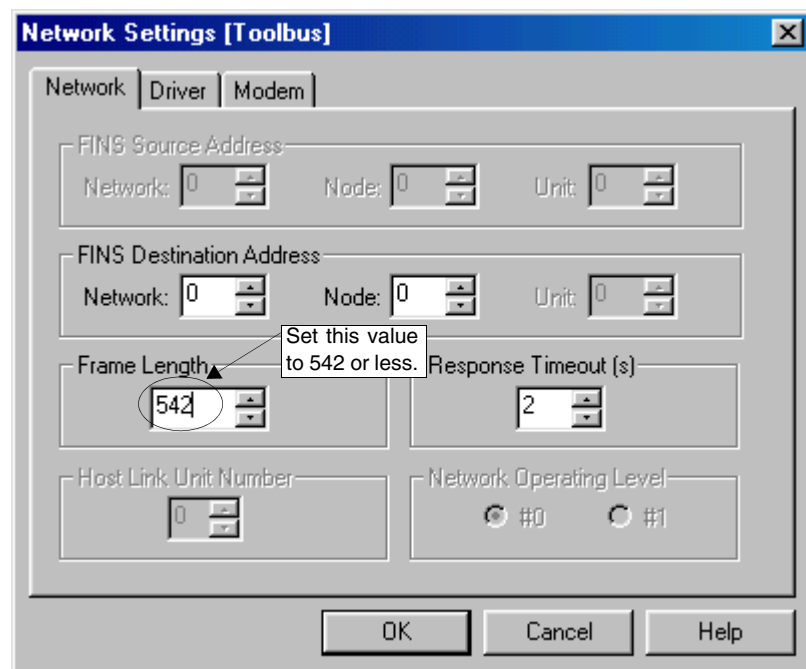 Network Settings [Toolbus]
Network Driver Modem
FINS Source Address
Network: 0 Node: 0 Unit: 0
FINS Destination Address
Network: 0 Node: 0 Unit: 0
Set this value
to 542 or less.
Frame Length
542
Response Timeout (s)
2
Host Link Unit Number
0
Network Operating Level
#0 #1
OK Cancel Help